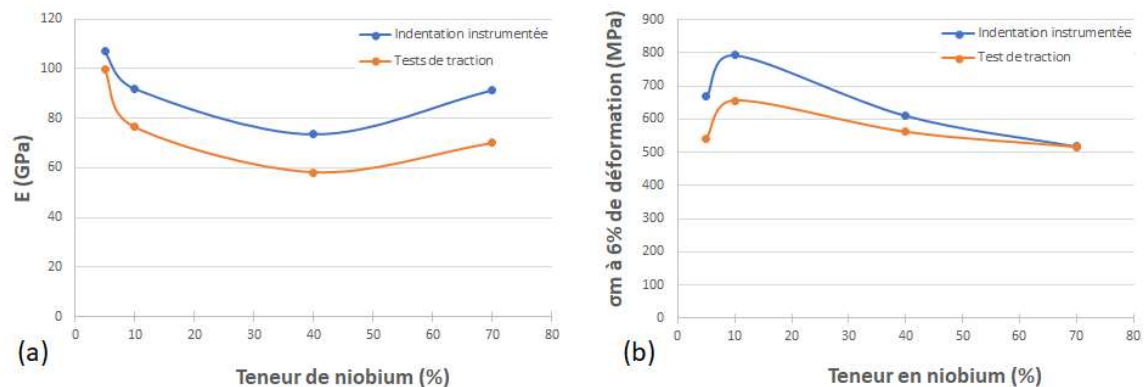 120
100
80
60
40
20
0
E (GPa)
Indentation instrumentée
Tests de traction
0 10 20 30 40 50 60 70 80
(a)
Teneur de niobium (%)
900
800
700
600
500
400
300
200
100
0
σm à 6% de déformation (MPa)
Indentation instrumentée
Test de traction
0 10 20 30 40 50 60 70 80
(b)
Teneur en niobium (%)